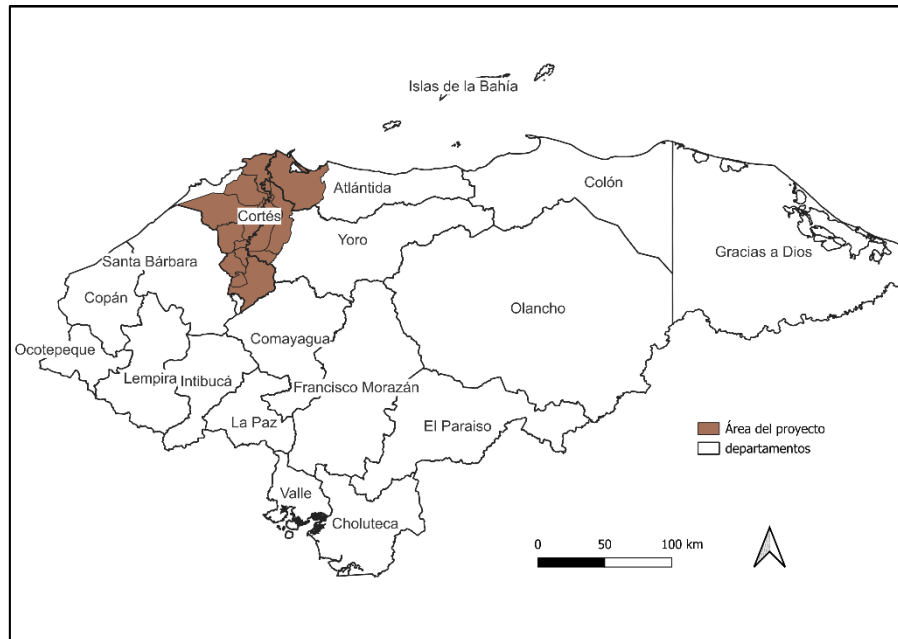 Islas de la Bahía
Atlántida
Colón
Cortés
Yoro
Gracias a Dios
Santa Bárbara
Copán
Olancho
Comayagua
Ocotepeque
Lempira
Intibucá
Francisco Morazán
La Paz
El Paraiso
Área del proyecto
departamentos
Valle
Choluteca
0 50 100 km